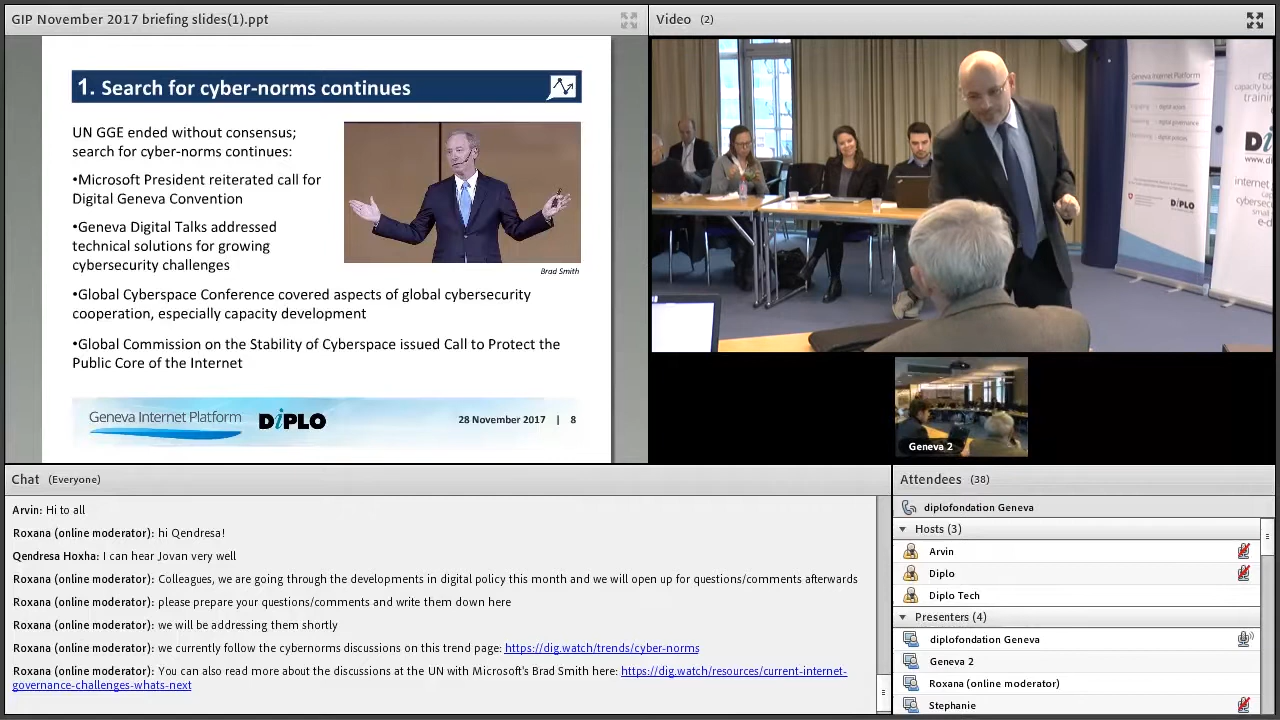 GIP November 2017 briefing slides(1).ppt
1. Search for cyber-norms continues
UN GGE ended without consensus;
search for cyber-norms continues:
•Microsoft President reiterated call for
Digital Geneva Convention
•Geneva Digital Talks addressed
technical solutions for growing
cybersecurity challenges
Brad Smith
•Global Cyberspace Conference covered aspects of global cybersecurity
cooperation, especially capacity development
•Global Commission on the Stability of Cyberspace issued Call to Protect the
Public Core of the Internet
Geneva Internet Platform DiPLO 28 November 2017 | 8
Video (2)
Geneva Internet Platform
DiPLO
capacity bu
training
www.di
internet
cybersecu
Geneva 2
Chat (Everyone)
Arvin: Hi to all
Roxana (online moderator): hi Qendresa!
Qendresa Hoxha: I can hear Jovan very well
Roxana (online moderator): Colleagues, we are going through the developments in digital policy this month and we will open up for questions/comments afterwards
Roxana (online moderator): please prepare your questions/comments and write them down here
Roxana (online moderator): we will be addressing them shortly
Roxana (online moderator): we currently follow the cybernorms discussions on this trend page: https://dig.watch/trends/cyber-norms
Roxana (online moderator): You can also read more about the discussions at the UN with Microsoft's Brad Smith here: https://dig.watch/resources/current-internet-
governance-challenges-whats-next
Attendees (38)
diplofondation Geneva
Hosts (3)
Arvin
Diplo
Diplo Tech
Presenters (4)
diplofondation Geneva
Geneva 2
Roxana (online moderator)
Stephanie